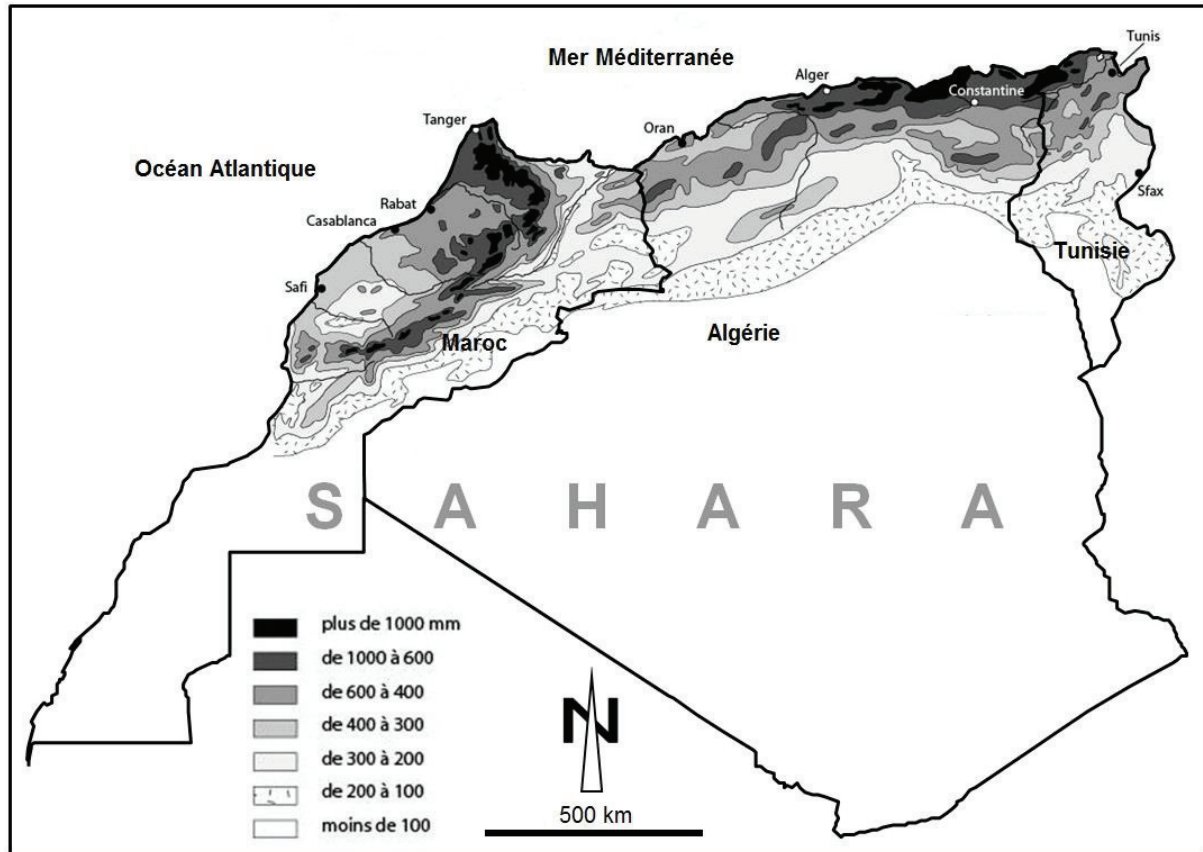 Mer Méditerranée
Tunis
Alger
Constantine
Tanger
Oran
Océan Atlantique
Sfax
Rabat
Casablanca
Tunisie
Safi
Maroc
Algérie
S A H A R A
plus de 1000 mm
de 1000 à 600
de 600 à 400
de 400 à 300
de 300 à 200
de 200 à 100
moins de 100
N
500 km